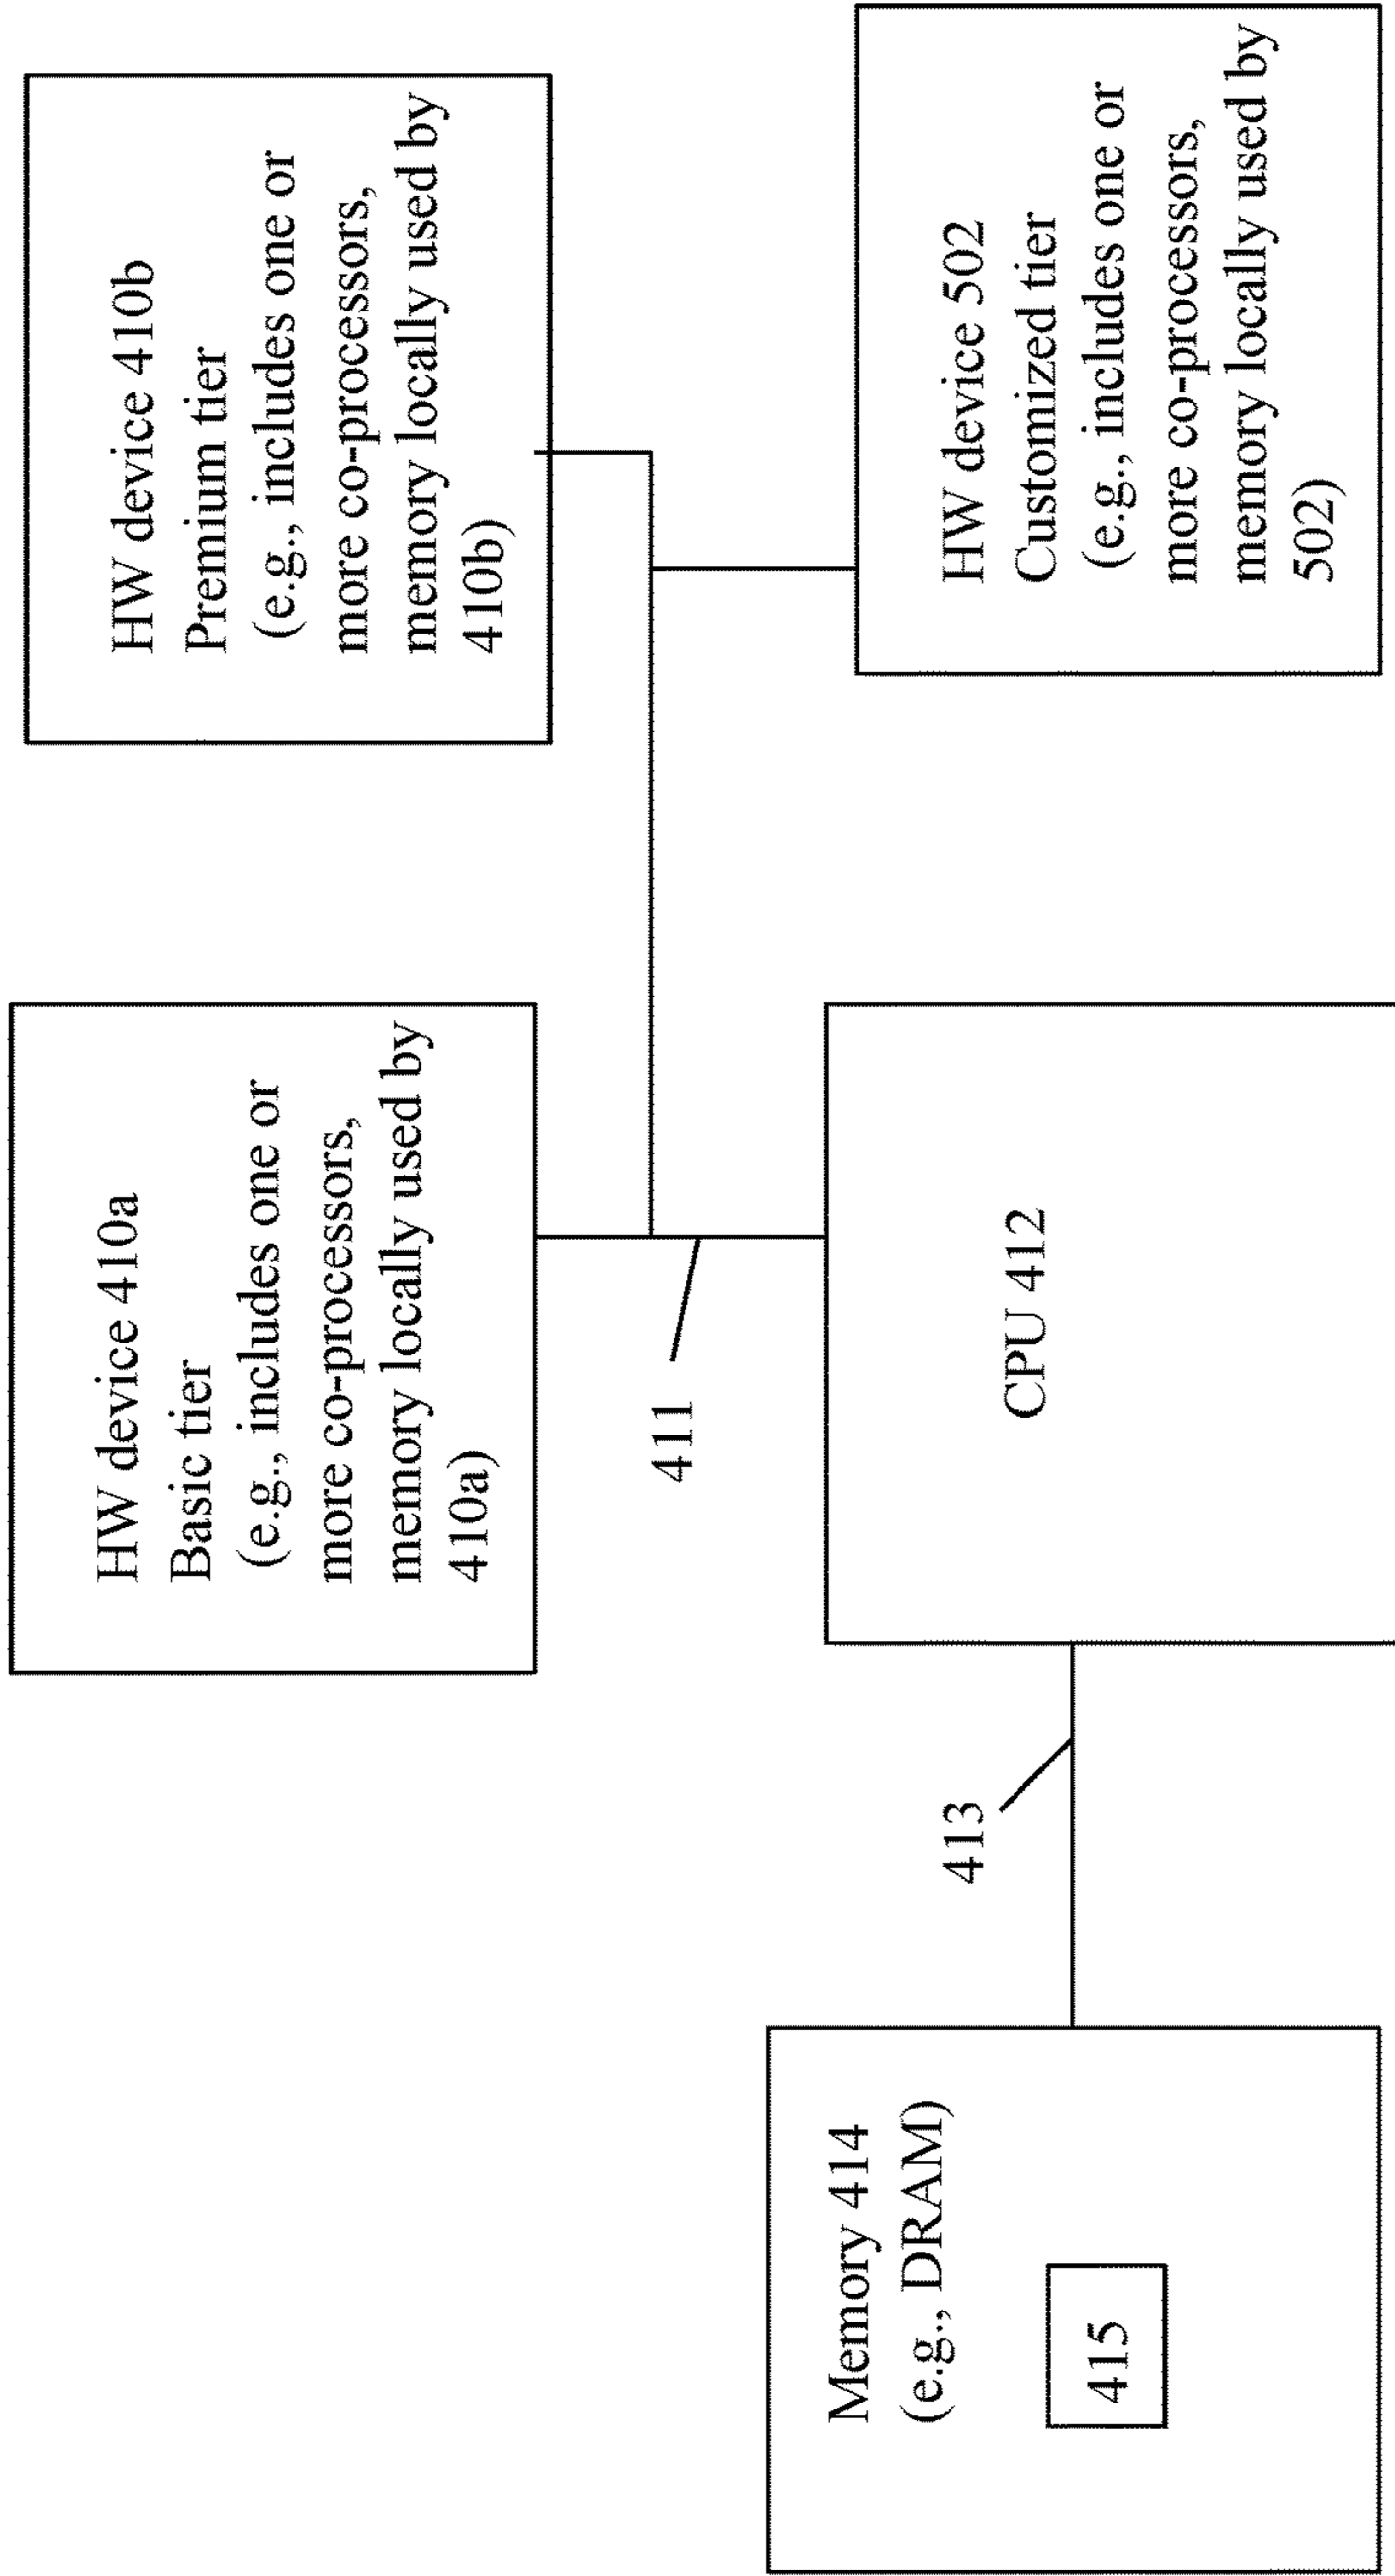 HW device 410a
Basic tier
(e.g., includes one or
more co-processors,
memory locally used by
410a)
HW device 410b
Premium tier
(e.g., includes one or
more co-processors,
memory locally used by
410b)
411
Memory 414
(e.g., DRAM)
415
413
CPU 412
HW device 502
Customized tier
(e.g., includes one or
more co-processors,
memory locally used by
502)